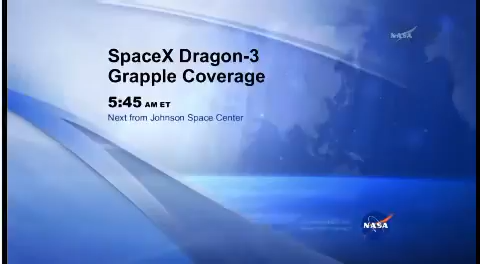 NASA
SpaceX Dragon-3
Grapple Coverage
5:45 AM ET
Next from Johnson Space Center
NASA